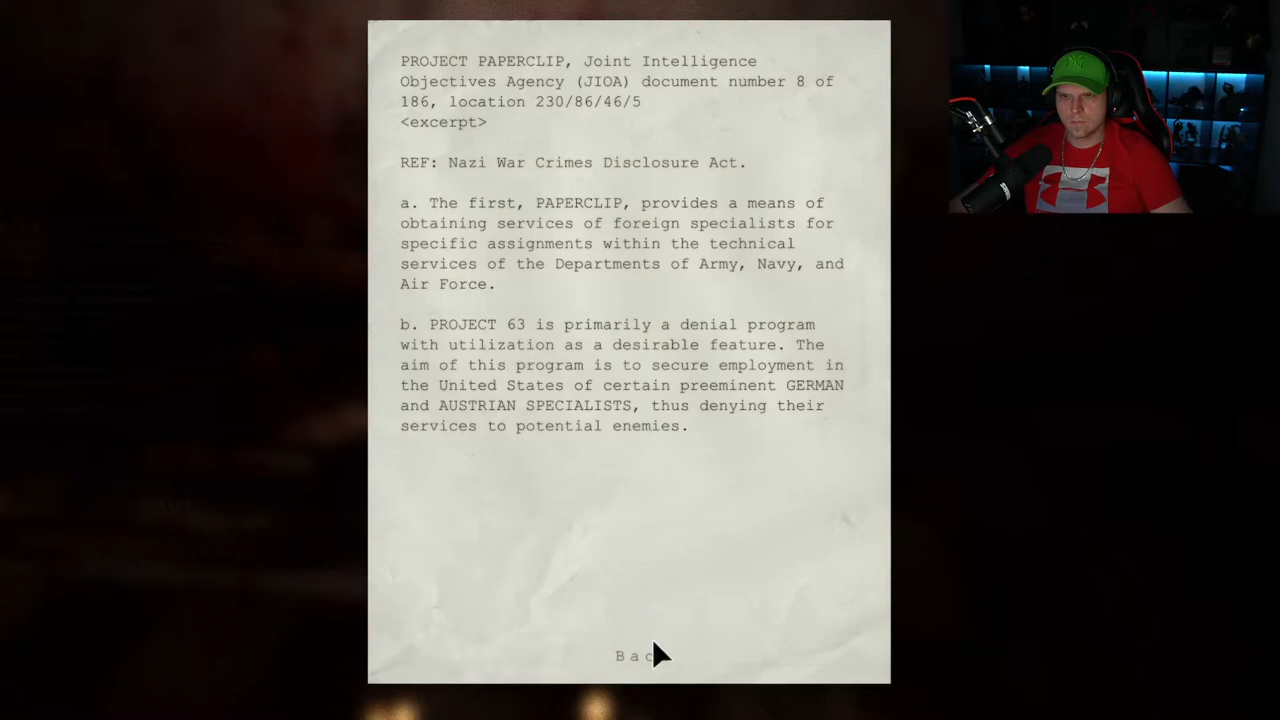 PROJECT PAPERCLIP, Joint Intelligence
Objectives Agency (JIOA) document number 8 of
186, location 230/86/46/5
<excerpt>
REF: Nazi War Crimes Disclosure Act.
a. The first, PAPERCLIP, provides a means of
obtaining services of foreign specialists for
specific assignments within the technical
services of the Departments of Army, Navy, and
Air Force.
b. PROJECT 63 is primarily a denial program
with utilization as a desirable feature. The
aim of this program is to secure employment in
the United States of certain preeminent GERMAN
and AUSTRIAN SPECIALISTS, thus denying their
services to potential enemies.